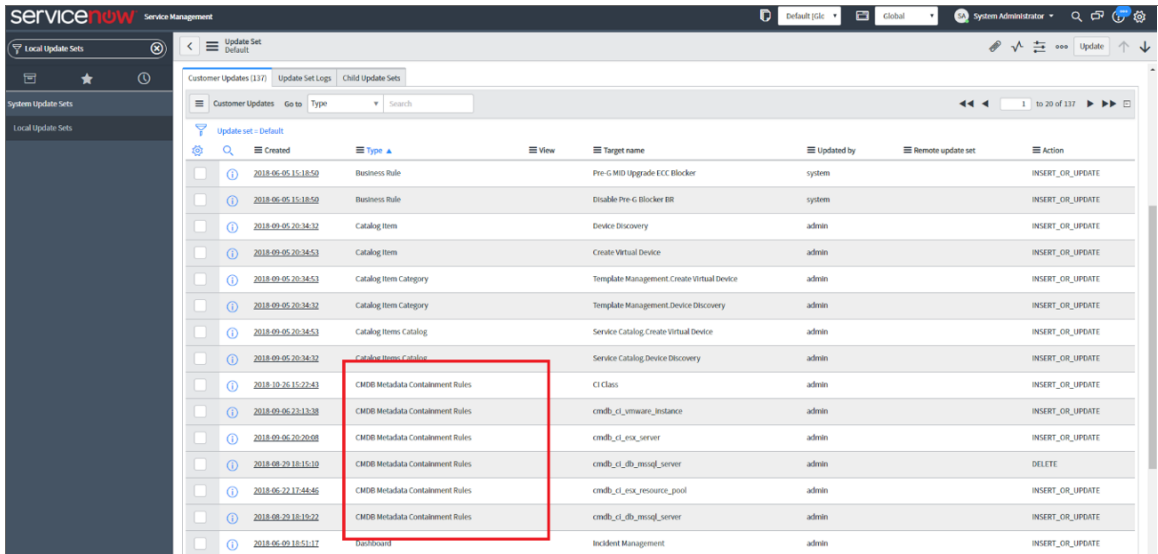 servicenow Service Management
Default [Glc Global System Administrator
Local Update Sets
System Update Sets
Local Update Sets
Update Set
Default
Update
Customer Updates (137) Update Set Logs Child Update Sets
Customer Updates Go to Type Search 1 to 20 of 137
Update set = Default
Created Type View Target name Updated by Remote update set Action
2018-06-05 15:18:50 Business Rule Pre-G MID Upgrade ECC Blocker system INSERT_OR_UPDATE
2018-06-05 15:18:50 Business Rule Disable Pre-G Blocker BR system INSERT_OR_UPDATE
2018-09-05 20:34:32 Catalog Item Device Discovery admin INSERT_OR_UPDATE
2018-09-05 20:34:53 Catalog Item Create Virtual Device admin INSERT_OR_UPDATE
2018-09-05 20:34:53 Catalog Item Category Template Management.Create Virtual Device admin INSERT_OR_UPDATE
2018-09-05 20:34:32 Catalog Item Category Template Management.Device Discovery admin INSERT_OR_UPDATE
2018-09-05 20:34:53 Catalog Items Catalog Service Catalog.Create Virtual Device admin INSERT_OR_UPDATE
2018-09-05 20:34:32 Catalog Items Catalog Service Catalog.Device Discovery admin INSERT_OR_UPDATE
2018-10-26 15:22:43 CMDB Metadata Containment Rules CI Class admin INSERT_OR_UPDATE
2018-09-06 23:13:38 CMDB Metadata Containment Rules cmdb_ci_vmware_instance admin INSERT_OR_UPDATE
2018-09-06 20:20:08 CMDB Metadata Containment Rules cmdb_ci_esx_server admin INSERT_OR_UPDATE
2018-08-29 18:15:10 CMDB Metadata Containment Rules cmdb_ci_db_mssql_server admin DELETE
2018-06-22 17:44:46 CMDB Metadata Containment Rules cmdb_ci_esx_resource_pool admin INSERT_OR_UPDATE
2018-08-29 18:19:22 CMDB Metadata Containment Rules cmdb_ci_db_mssql_server admin INSERT_OR_UPDATE
2018-06-09 18:51:17 Dashboard Incident Management admin INSERT_OR_UPDATE